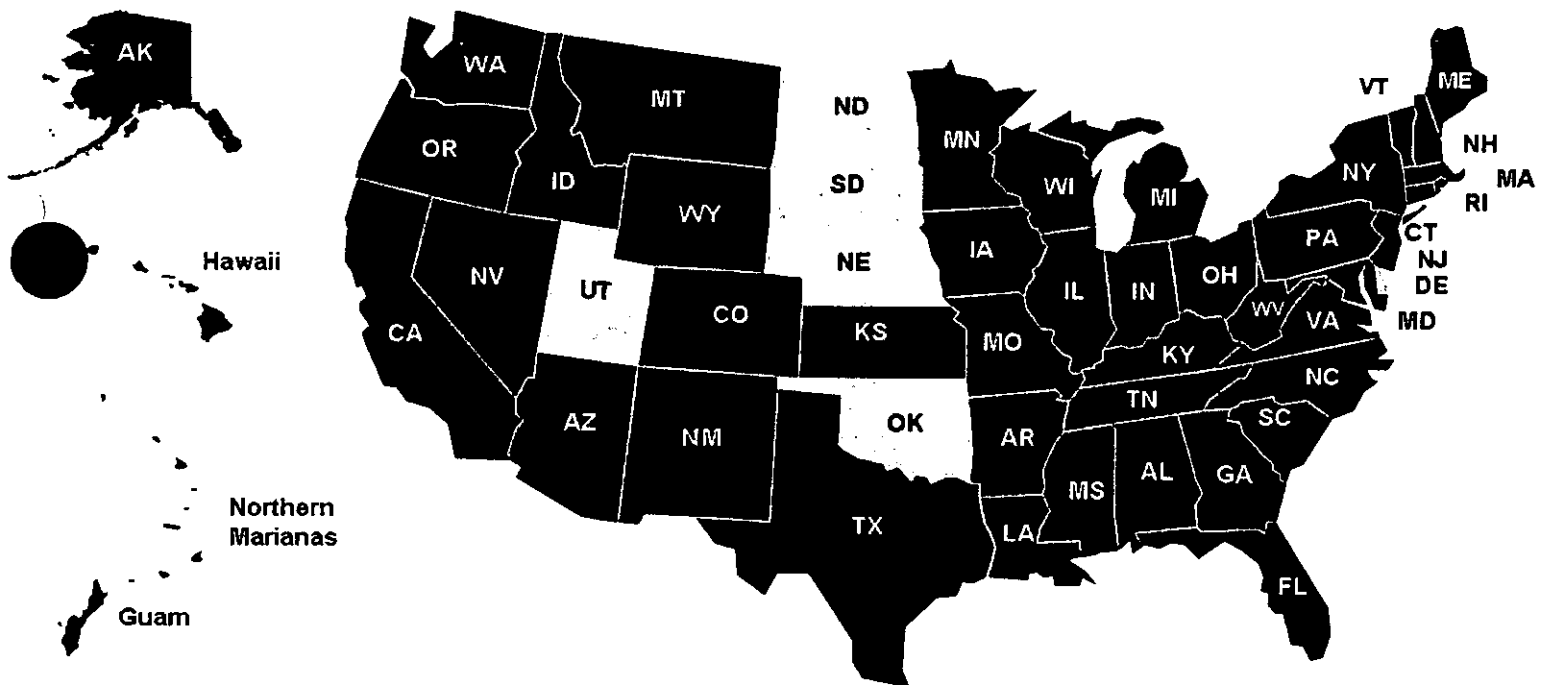 AK
WA
MT
ND
MN
VT
ME
OR
ID
SD
WI
MI
NY
NH
MA
RI
WY
CT
NJ
DE
MD
Hawaii
NV
UT
NE
IA
PA
CA
CO
KS
MO
IL
IN
OH
WV
VA
KY
NC
TN
SC
AZ
NM
OK
AR
MS
AL
GA
Northern
Marianas
TX
LA
FL
Guam